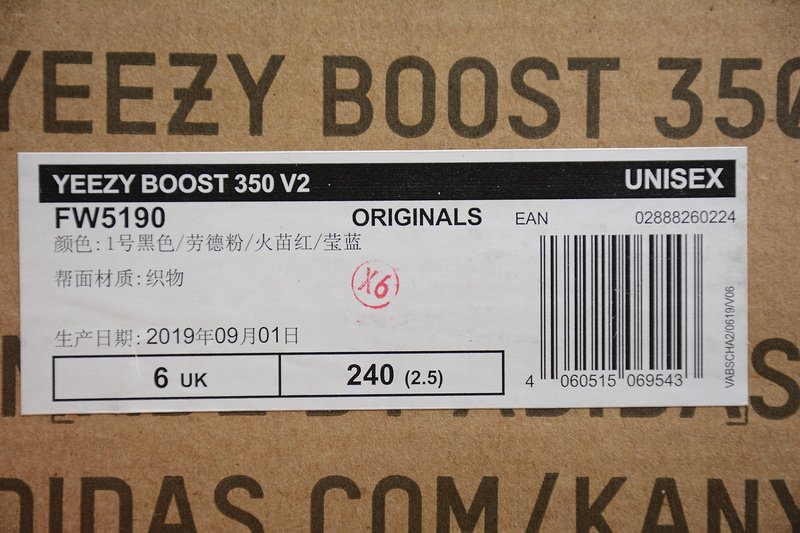 YEEZY BOOST 350
YEEZY BOOST 350 V2 UNISEX
FW5190 ORIGINALS EAN 02888260224
颜色:1号黑色/劳德粉/火苗红/莹蓝
帮面材质:织物
X6
生产日期:2019年09月01日
6 UK 240 (2.5)
4 060515 069543
VABSCHA2/0619/V06
ADIDAS
ADIDAS.COM/KANY